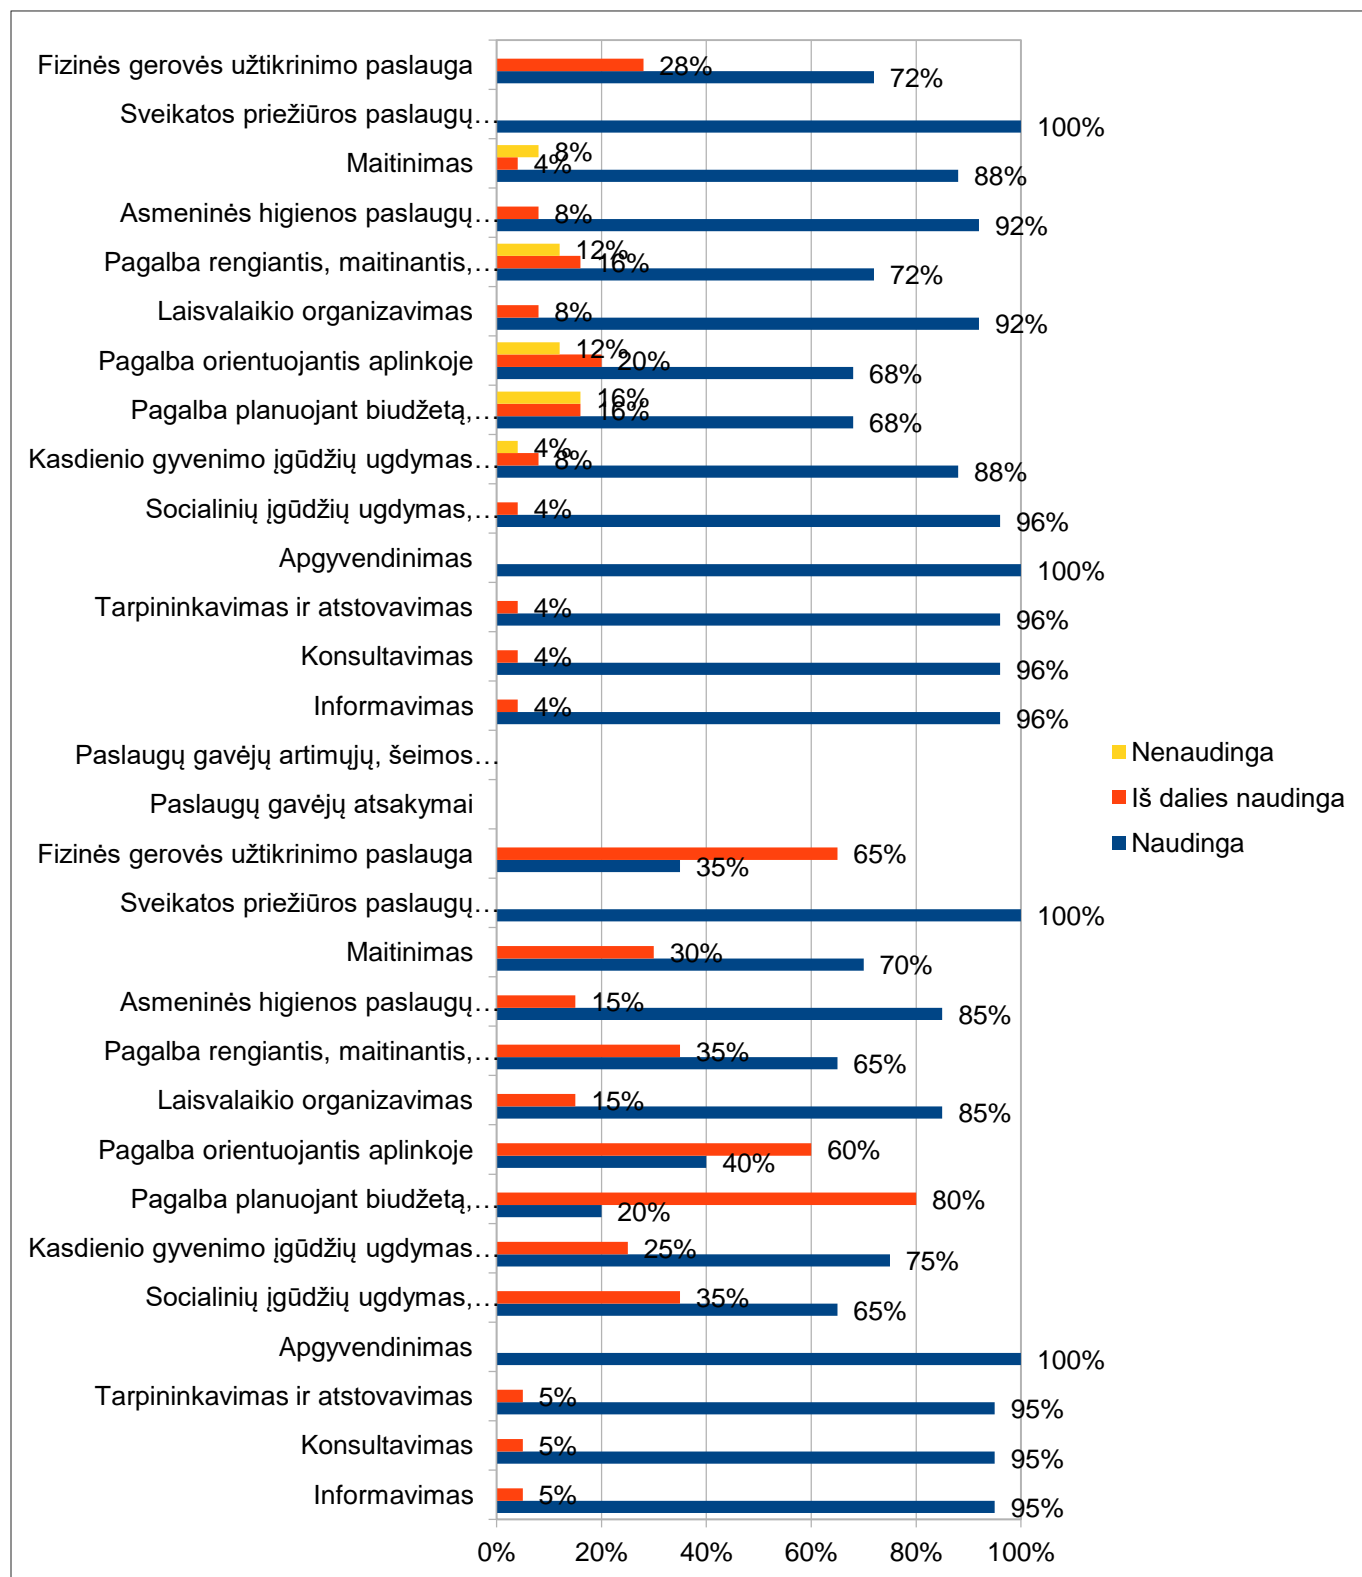 Fizinės gerovės užtikrinimo paslauga 28% 72%
Sveikatos priežiūros paslaugų… 100%
Maitinimas 8% 4% 88%
Asmeninės higienos paslaugų… 8% 92%
Pagalba rengiantis, maitinantis,… 12% 16% 72%
Laisvalaikio organizavimas 8% 92%
Pagalba orientuojantis aplinkoje 12% 20% 68%
Pagalba planuojant biudžetą,… 16% 16% 68%
Kasdienio gyvenimo įgūdžių ugdymas… 4% 8% 88%
Socialinių įgūdžių ugdymas,… 4% 96%
Apgyvendinimas 100%
Tarpininkavimas ir atstovavimas 4% 96%
Konsultavimas 4% 96%
Informavimas 4% 96%
Paslaugų gavėjų artimųjų, šeimos…
Paslaugų gavėjų atsakymai
Fizinės gerovės užtikrinimo paslauga 65% 35%
Sveikatos priežiūros paslaugų… 100%
Maitinimas 30% 70%
Asmeninės higienos paslaugų… 15% 85%
Pagalba rengiantis, maitinantis,… 35% 65%
Laisvalaikio organizavimas 15% 85%
Pagalba orientuojantis aplinkoje 60% 40%
Pagalba planuojant biudžetą,… 80% 20%
Kasdienio gyvenimo įgūdžių ugdymas… 25% 75%
Socialinių įgūdžių ugdymas,… 35% 65%
Apgyvendinimas 100%
Tarpininkavimas ir atstovavimas 5% 95%
Konsultavimas 5% 95%
Informavimas 5% 95%
0% 20% 40% 60% 80% 100%
Nenaudinga
Iš dalies naudinga
Naudinga